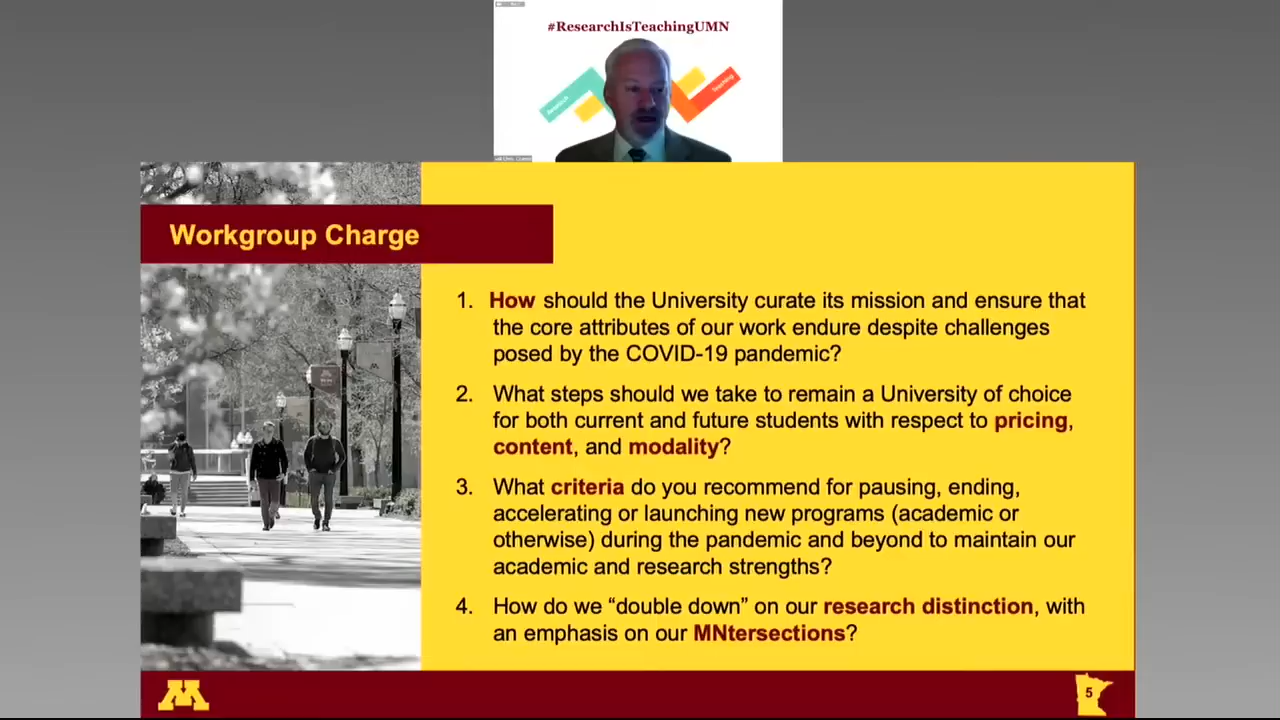 #ResearchIsTeachingUMN
Research
Teaching
Workgroup Charge
1. How should the University curate its mission and ensure that
the core attributes of our work endure despite challenges
posed by the COVID-19 pandemic?
2. What steps should we take to remain a University of choice
for both current and future students with respect to pricing,
content, and modality?
3. What criteria do you recommend for pausing, ending,
accelerating or launching new programs (academic or
otherwise) during the pandemic and beyond to maintain our
academic and research strengths?
4. How do we “double down” on our research distinction, with
an emphasis on our MNtersections?
M
5